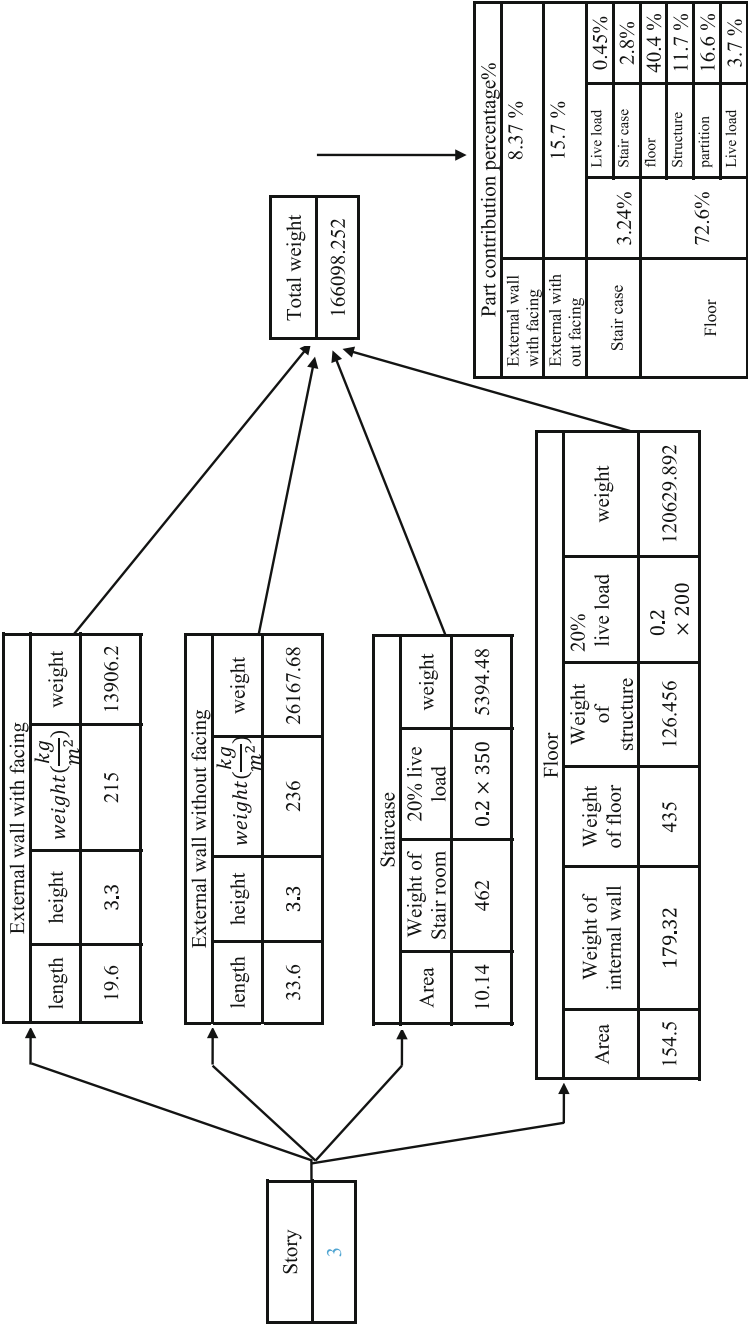 Story
3
External wall with facing
length height weight(kg/m²) weight
19.6 3.3 215 13906.2
External wall without facing
length height weight(kg/m²) weight
33.6 3.3 236 26167.68
Staircase
Area Weight of Stair room 20% live load weight
10.14 462 0.2 × 350 5394.48
Floor
Area Weight of internal wall Weight of floor Weight of structure 20% live load weight
154.5 179.32 435 126.456 0.2 × 200 120629.892
Total weight
166098.252
Part contribution percentage%
External wall with facing 8.37 %
External with out facing 15.7 %
Stair case 3.24% Live load 0.45%
Stair case 2.8%
Floor 72.6% floor 40.4 %
Structure 11.7 %
partition 16.6 %
Live load 3.7 %